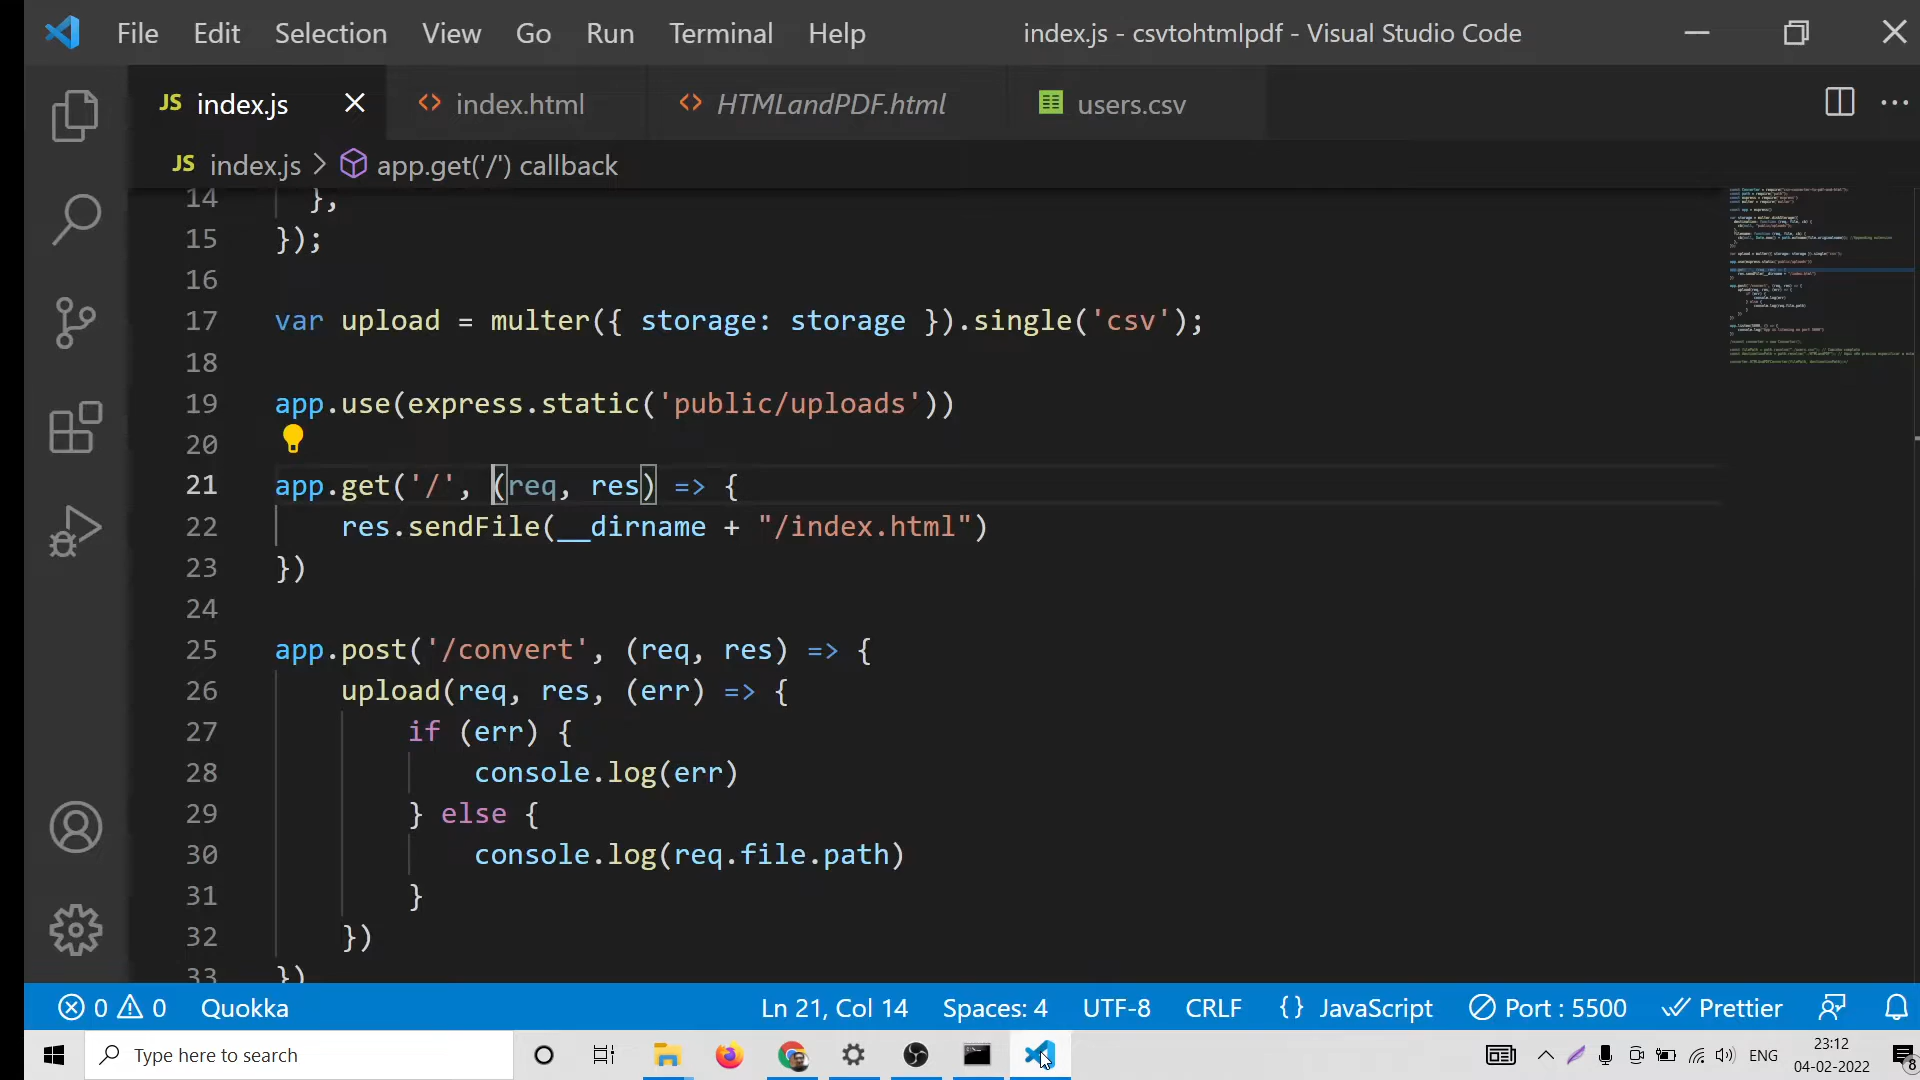 File Edit Selection View Go Run Terminal Help index.js - csvtohtmlpdf - Visual Studio Code
JS index.js index.html HTMLandPDF.html users.csv
JS index.js > app.get('/') callback
14 },
15 });
16
17 var upload = multer({ storage: storage }).single('csv');
18
19 app.use(express.static('public/uploads'))
20
21 app.get('/', (req, res) => {
22 res.sendFile(__dirname + "/index.html")
23 })
24
25 app.post('/convert', (req, res) => {
26 upload(req, res, (err) => {
27 if (err) {
28 console.log(err)
29 } else {
30 console.log(req.file.path)
31 }
32 })
33 })
0 0 Quokka Ln 21, Col 14 Spaces: 4 UTF-8 CRLF {} JavaScript Port : 5500 Prettier
Type here to search ENG 23:12
04-02-2022 8